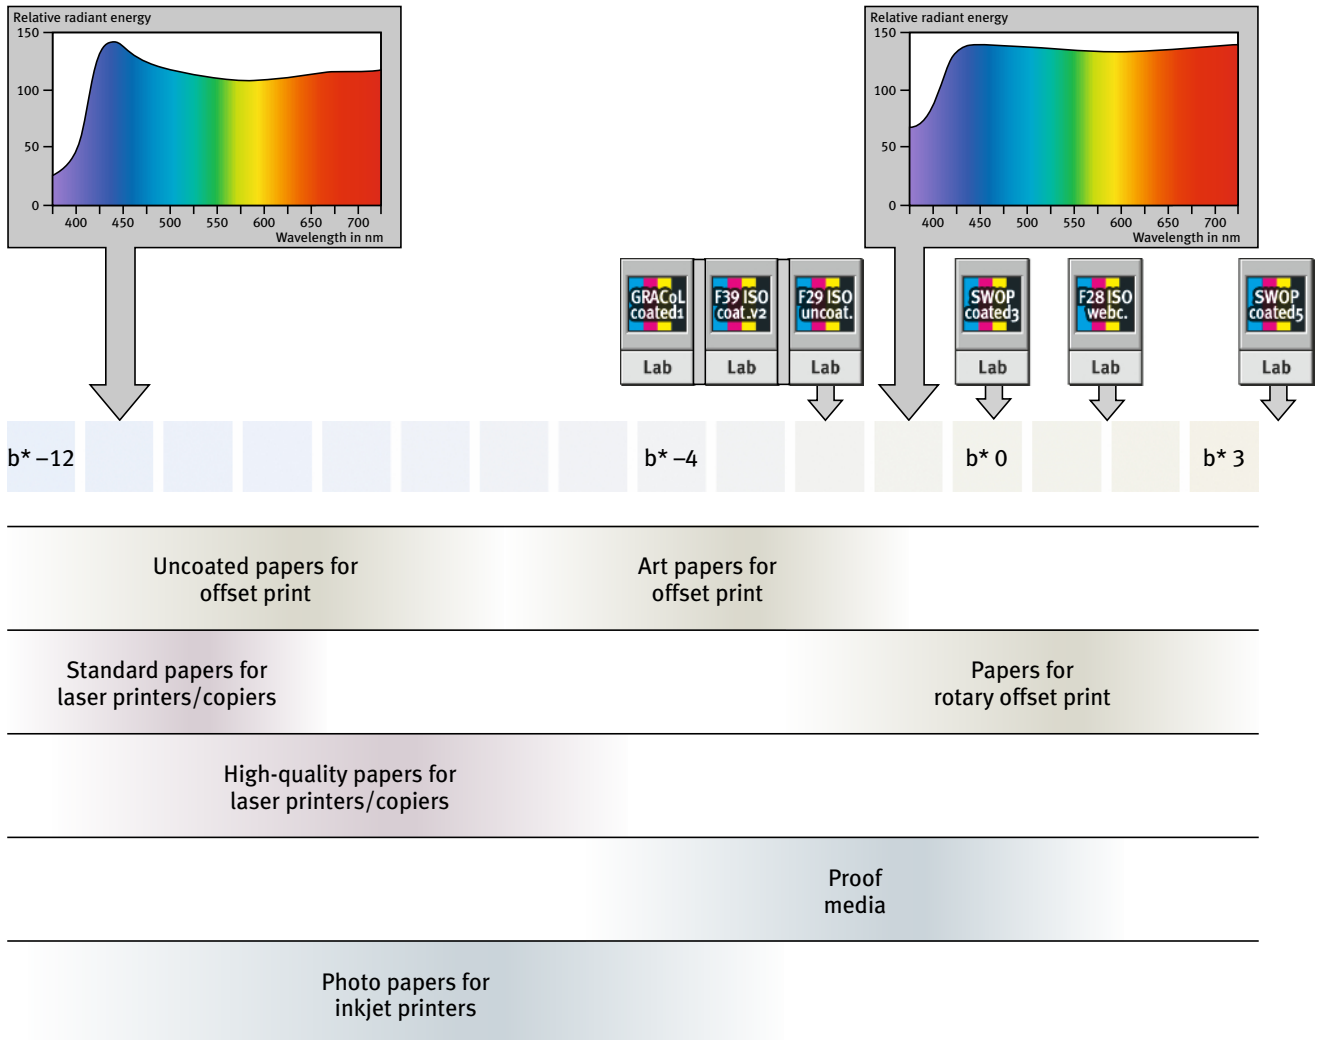 Relative radiant energy
150
100
50
0
400 450 500 550 600 650 700
Wavelength in nm
Relative radiant energy
150
100
50
0
400 450 500 550 600 650 700
Wavelength in nm
GRACoL
coated1
Lab
F39 ISO
coat.v2
Lab
F29 ISO
uncoat.
Lab
SWOP
coated3
Lab
F28 ISO
webc.
Lab
SWOP
coated5
Lab
b* –12
b* –4
b* 0
b* 3
Uncoated papers for
offset print
Art papers for
offset print
Standard papers for
laser printers/copiers
Papers for
rotary offset print
High-quality papers for
laser printers/copiers
Proof
media
Photo papers for
inkjet printers